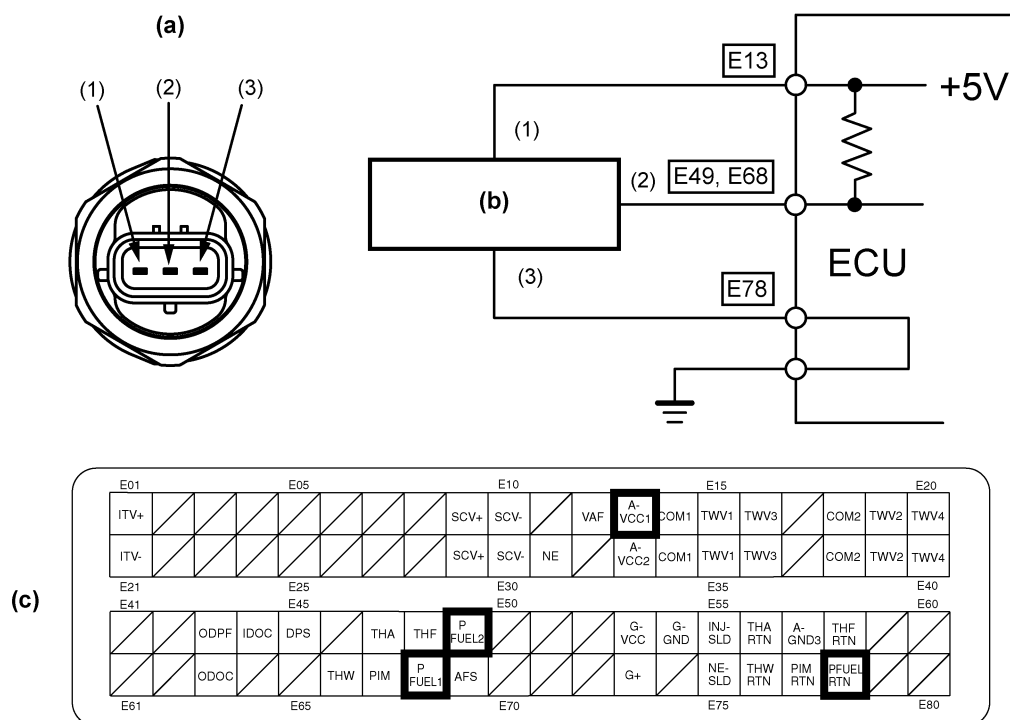 (a)
(1) (2) (3)
E13
+5V
(1)
(2)
E49, E68
(b)
ECU
(3)
E78
(c)
E01 E05 E10 E15 E20
ITV+ SCV+ SCV- VAF A-VCC1 COM1 TWV1 TWV3 COM2 TWV2 TWV4
ITV- SCV+ SCV- NE A-VCC2 COM1 TWV1 TWV3 COM2 TWV2 TWV4
E21 E25 E30 E35 E40
E41 E45 E50 E55 E60
ODPF IDOC DPS THA THF P FUEL2 G-VCC G-GND INJ-SLD THA RTN A-GND3 THF RTN
ODOC THW PIM P FUEL1 AFS G+ NE-SLD THW RTN PIM RTN PFUEL RTN
E61 E65 E70 E75 E80